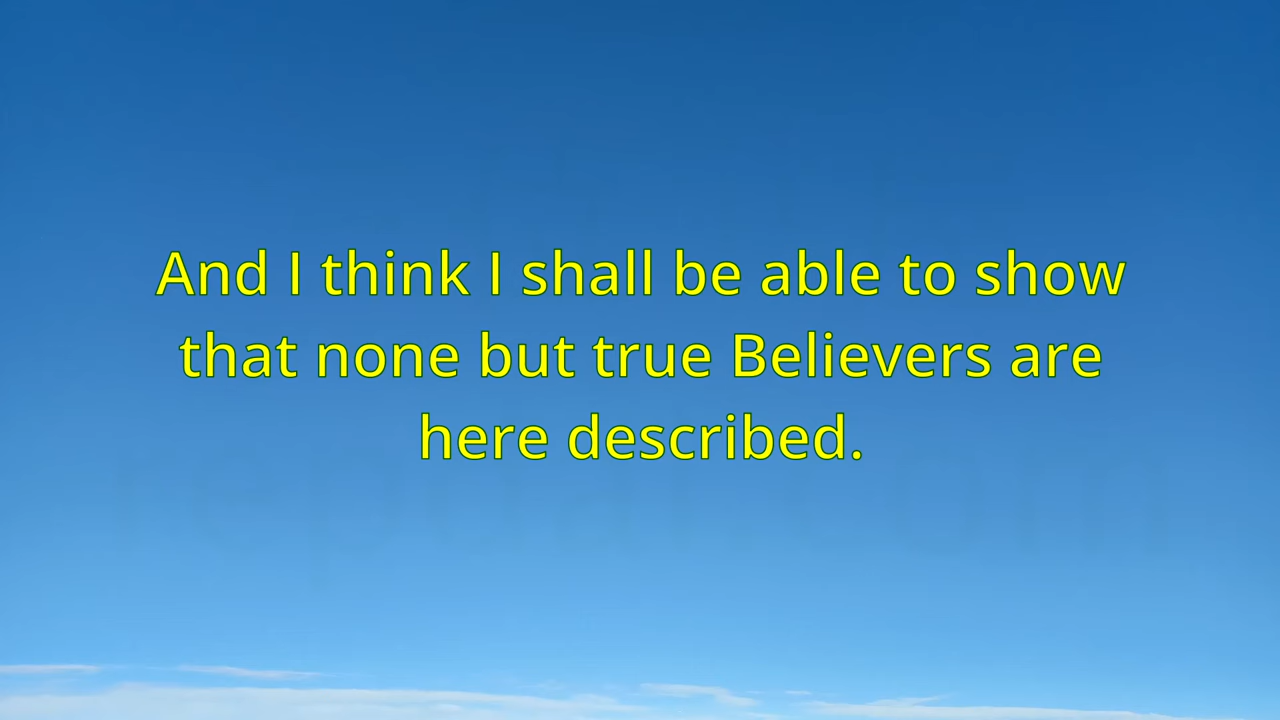 And I think I shall be able to show
that none but true Believers are
here described.